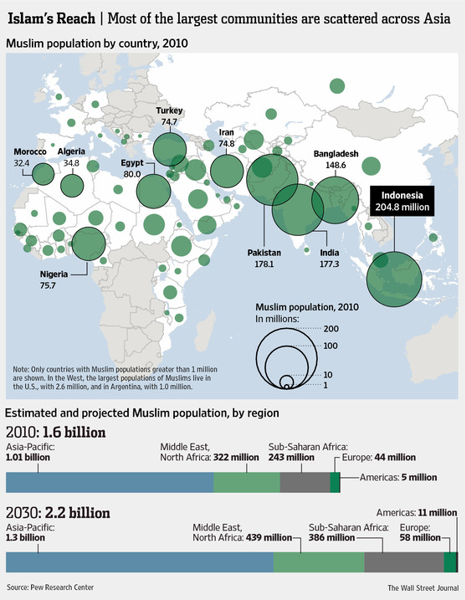 Islam's Reach | Most of the largest communities are scattered across Asia
Muslim population by country, 2010
Turkey
74.7
Iran
74.8
Morocco
32.4
Algeria
34.8
Egypt
80.0
Bangladesh
148.6
Indonesia
204.8 million
Pakistan
178.1
India
177.3
Nigeria
75.7
Muslim population, 2010
In millions:
200
100
10
1
Note: Only countries with Muslim populations greater than 1 million
are shown. In the West, the largest populations of Muslims live in
the U.S., with 2.6 million, and in Argentina, with 1.0 million.
Estimated and projected Muslim population, by region
2010: 1.6 billion
Asia-Pacific:
1.01 billion
Middle East,
North Africa: 322 million
Sub-Saharan Africa:
243 million
Europe: 44 million
Americas: 5 million
2030: 2.2 billion
Asia-Pacific:
1.3 billion
Middle East,
North Africa: 439 million
Sub-Saharan Africa:
386 million
Europe:
58 million
Americas: 11 million
Source: Pew Research Center
The Wall Street Journal